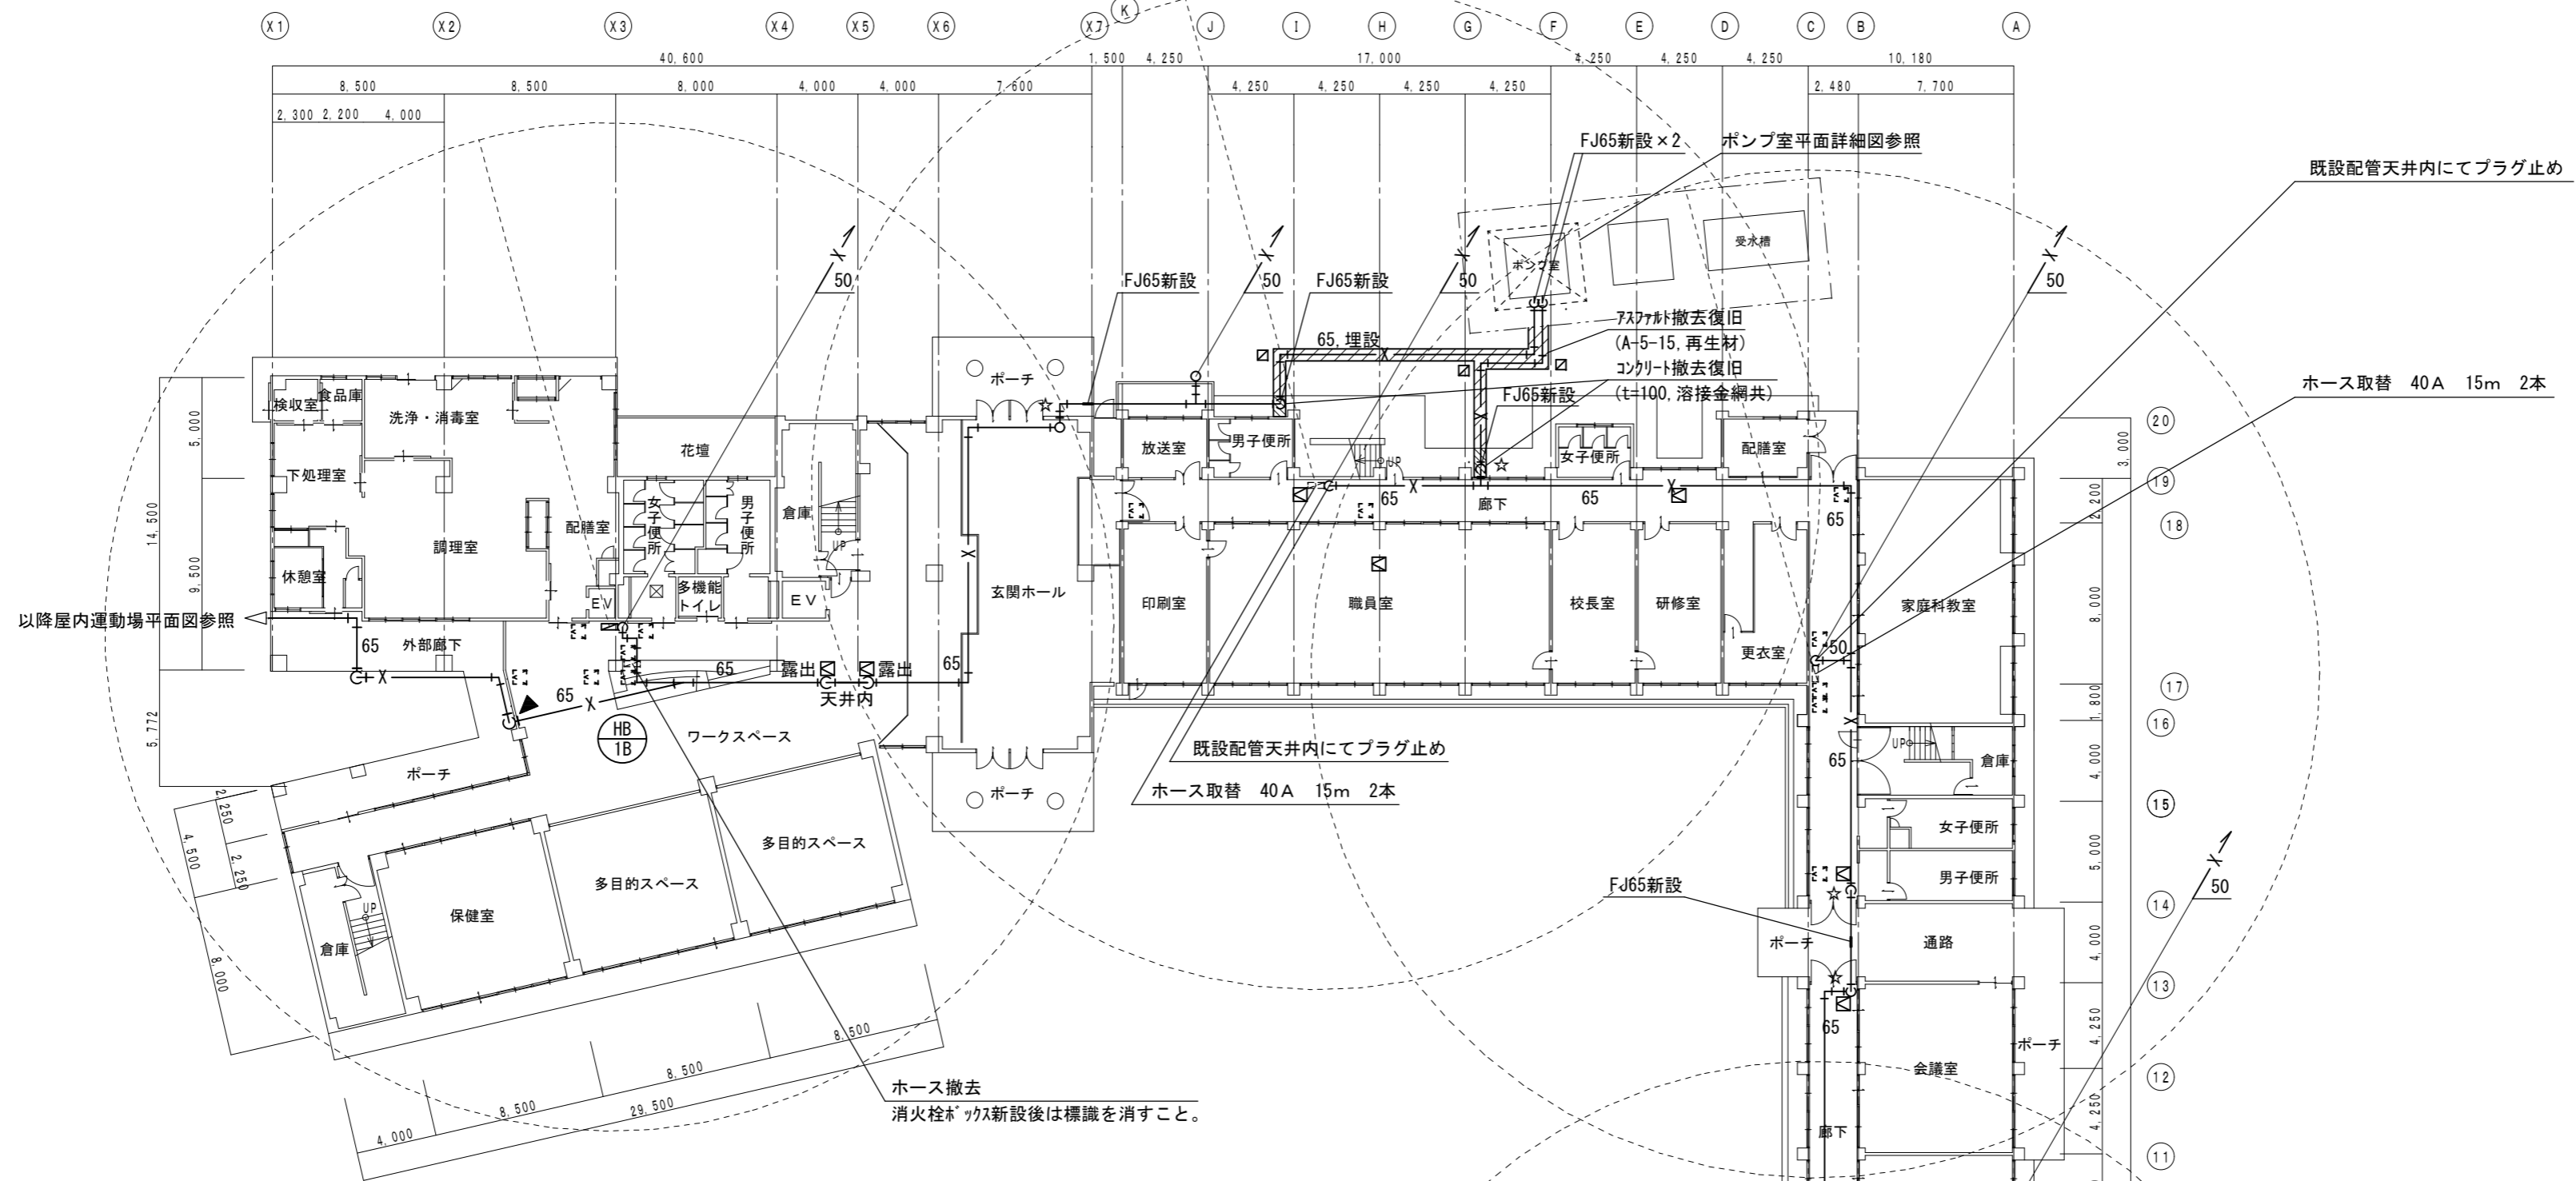 X1 X2 X3 X4 X5 X6 X7 K J I H G F E D C B A
40,600 1,500 4,250 17,000 4,250 4,250 4,250 10,180
8,500 8,500 8,000 4,000 4,000 7,600 4,250 4,250 4,250 4,250 2,480 7,700
2,300 2,200 4,000
FJ65新設×2
ポンプ室平面詳細図参照
既設配管天井内にてプラグ止め
受水槽
ポンプ室
50
50
50
50
FJ65新設
FJ65新設
65,埋設
アスファルト撤去復旧
(A-5-15,再生材)
コンクリート撤去復旧
(t=100,溶接金網共)
FJ65新設
ホース取替 40A 15m 2本
ポーチ
検収室
食品庫
洗浄・消毒室
花壇
放送室
男子便所
UP
女子便所
配膳室
下処理室
女子便所
男子便所
倉庫
UP
65
廊下
65
65
配膳室
調理室
休憩室
EV
多機能
トイレ
EV
玄関ホール
印刷室
職員室
校長室
研修室
更衣室
家庭科教室
以降屋内運動場平面図参照
外部廊下
65
65
65
露出
露出
天井内
65
50
HB
1B
ワークスペース
既設配管天井内にてプラグ止め
ホース取替 40A 15m 2本
ポーチ
ポーチ
65
UP
倉庫
女子便所
男子便所
多目的スペース
多目的スペース
保健室
UP
倉庫
FJ65新設
50
ポーチ
通路
65
会議室
ポーチ
廊下
ホース撤去
消火栓ボックス新設後は標識を消すこと。
5,000
14,500
9,500
5,772
2,250
4,500
2,250
8,000
4,000
8,500
8,500
8,500
29,500
3,000
2,200
8,000
1,800
4,000
5,000
4,000
4,250
4,250
20
19
18
17
16
15
14
13
12
11